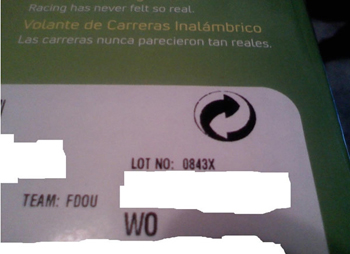 Racing has never felt so real.
Volante de Carreras Inalámbrico
Las carreras nunca parecieron tan reales.
LOT NO: 0843X
TEAM: FDOU
WO